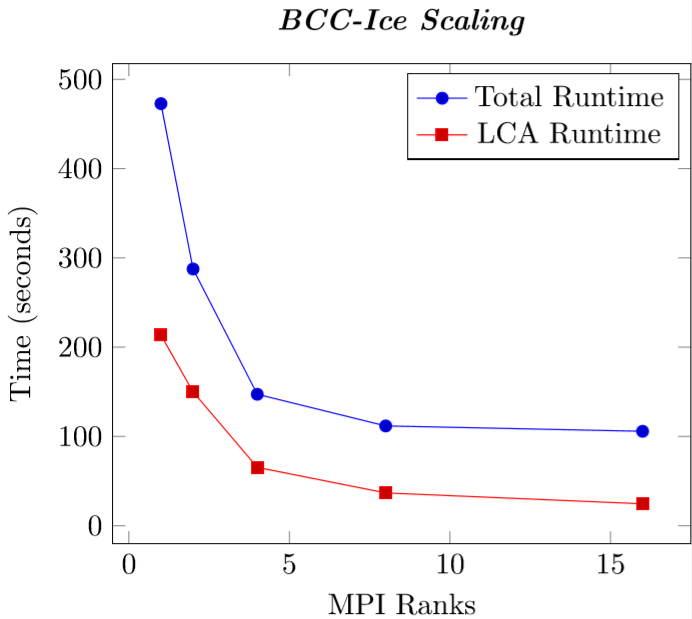 BCC-Ice Scaling
Total Runtime
LCA Runtime
500
400
300
200
100
0
Time (seconds)
0 5 10 15
MPI Ranks